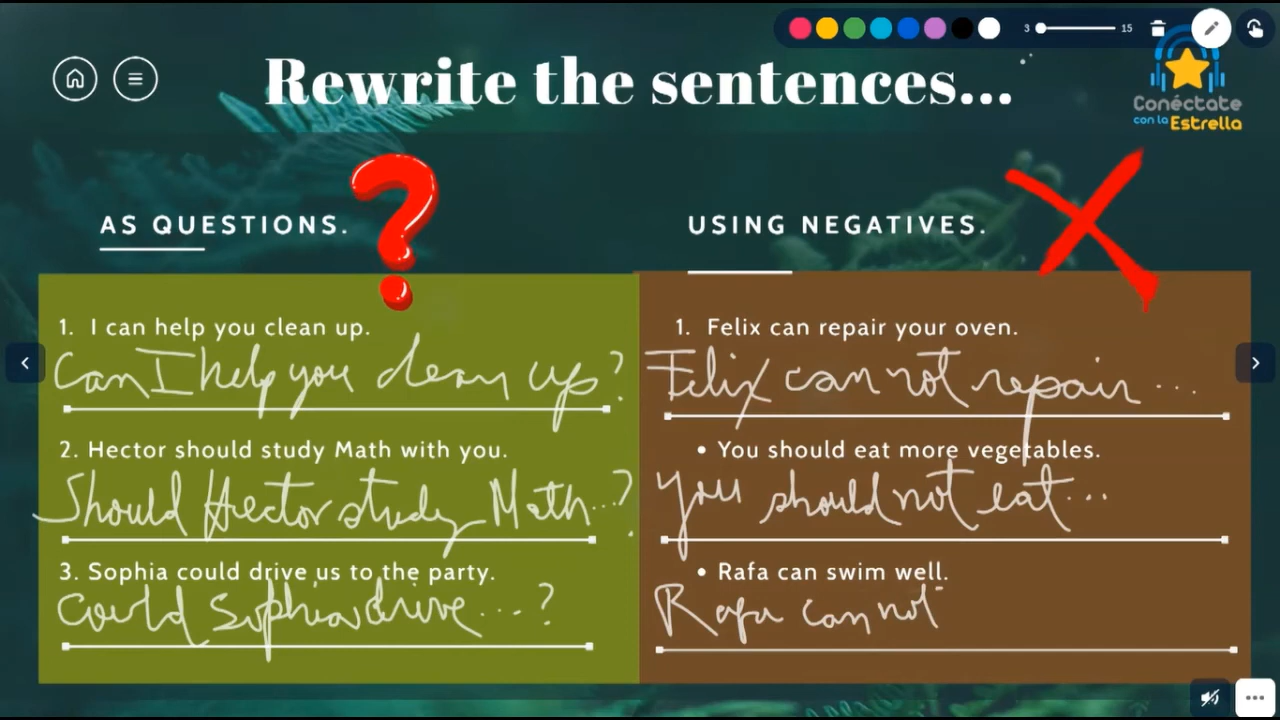 3 15
Rewrite the sentences...
Conéctate
con la Estrella
AS QUESTIONS.
1. I can help you clean up.
Can I help you clean up?
2. Hector should study Math with you.
Should Hector study Math...?
3. Sophia could drive us to the party.
Could Sophia drive...?
USING NEGATIVES.
1. Felix can repair your oven.
Felix can not repair...
• You should eat more vegetables.
You should not eat...
• Rafa can swim well.
Rafa can not